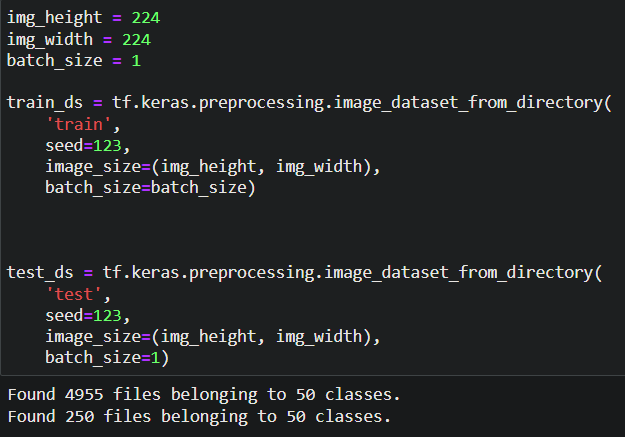 img_height = 224
img_width = 224
batch_size = 1
train_ds = tf.keras.preprocessing.image_dataset_from_directory(
    'train',
    seed=123,
    image_size=(img_height, img_width),
    batch_size=batch_size)
test_ds = tf.keras.preprocessing.image_dataset_from_directory(
    'test',
    seed=123,
    image_size=(img_height, img_width),
    batch_size=1)
Found 4955 files belonging to 50 classes.
Found 250 files belonging to 50 classes.